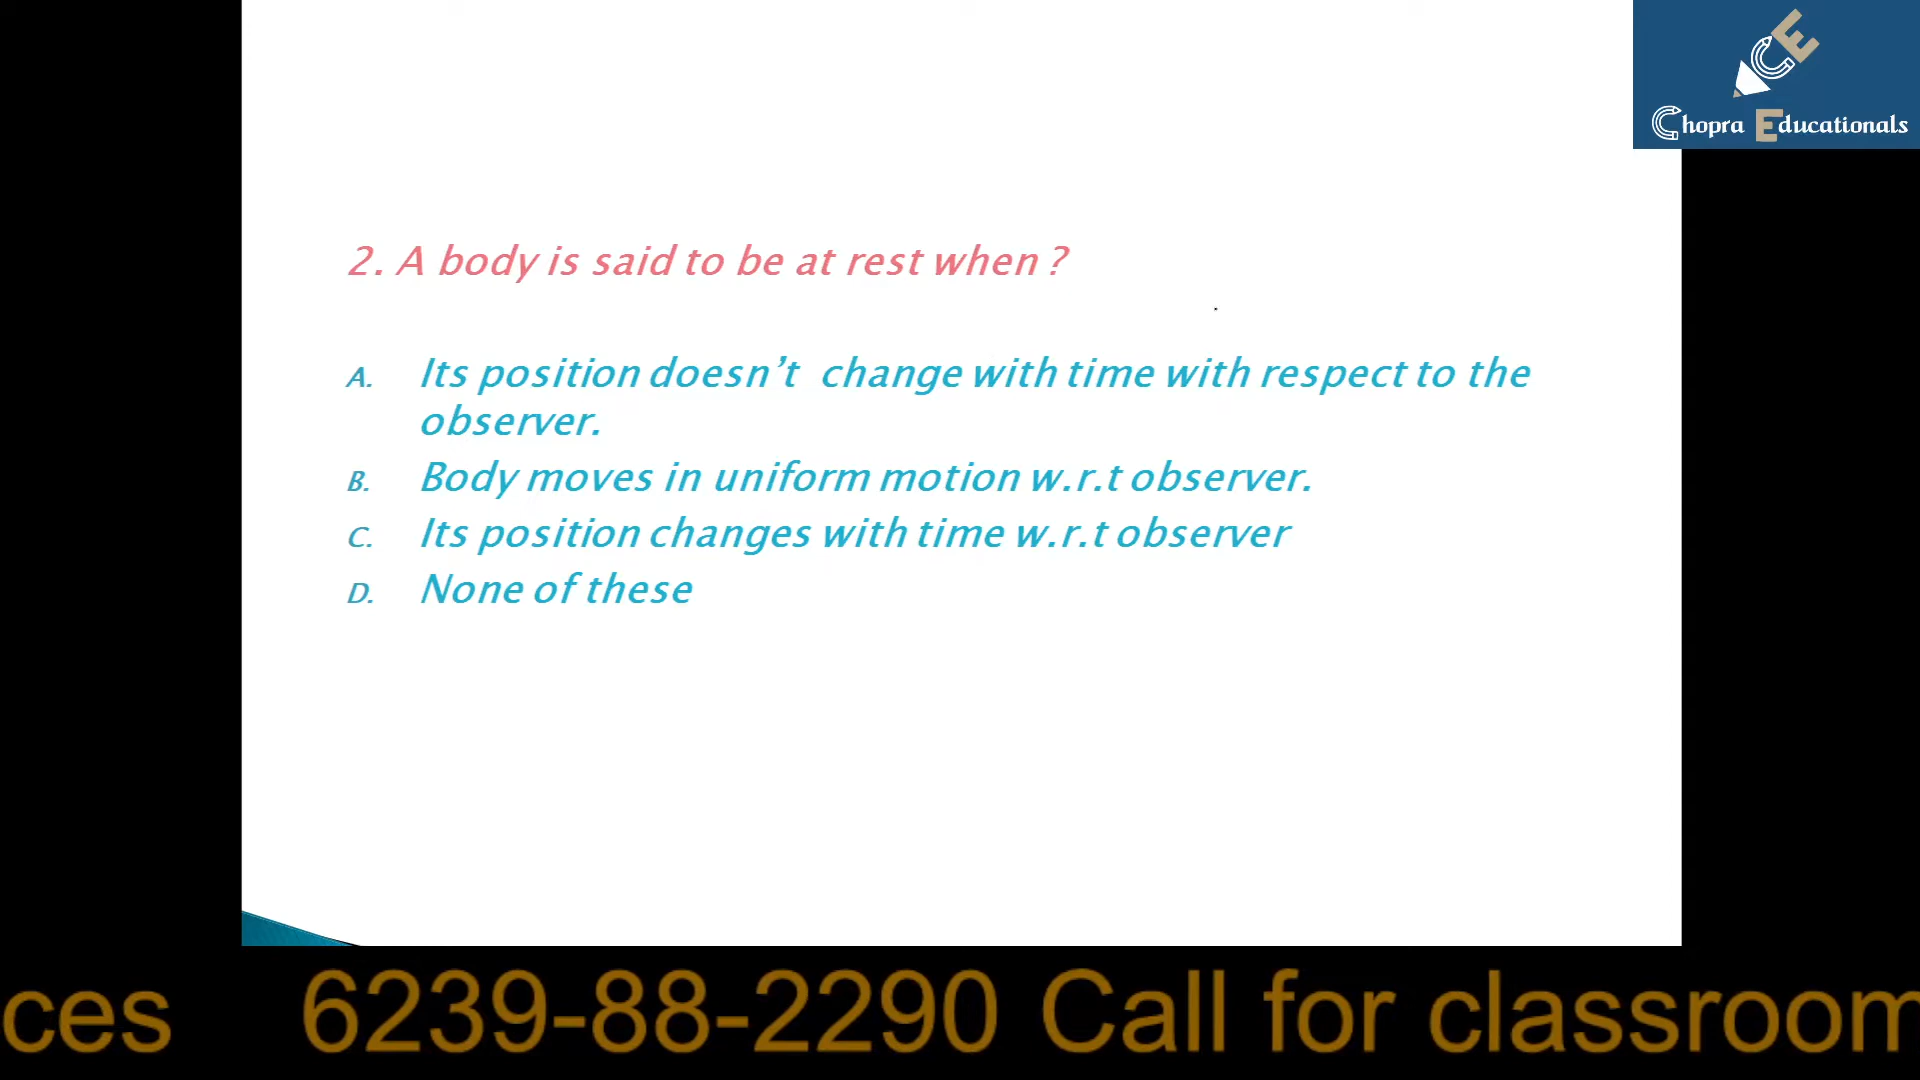 CE
Chopra Educationals
2. A body is said to be at rest when ?
A. Its position doesn’t change with time with respect to the
observer.
B. Body moves in uniform motion w.r.t observer.
C. Its position changes with time w.r.t observer
D. None of these
ces 6239-88-2290 Call for classroom